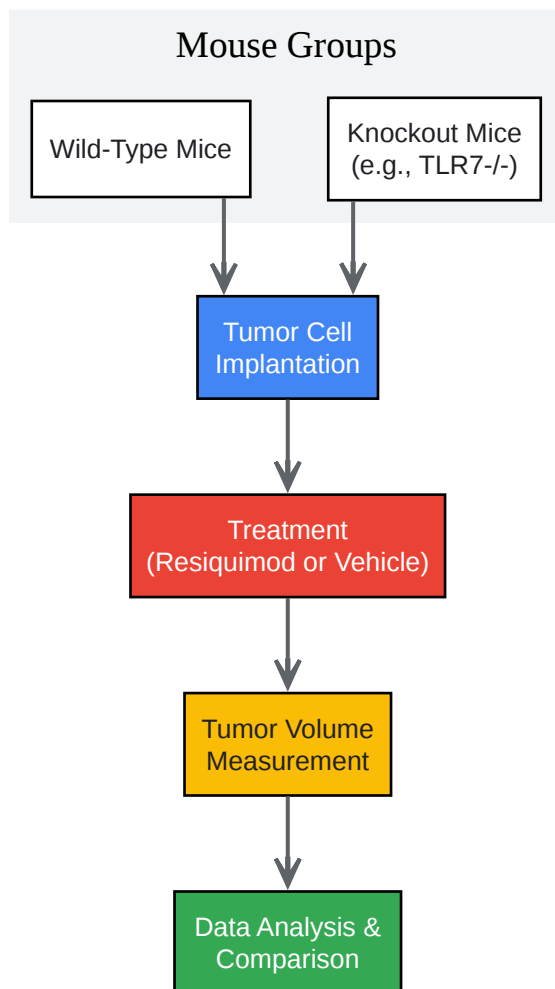 Mouse Groups
Wild-Type Mice
Knockout Mice
(e.g., TLR7-/-)
Tumor Cell
Implantation
Treatment
(Resiquimod or Vehicle)
Tumor Volume
Measurement
Data Analysis &
Comparison